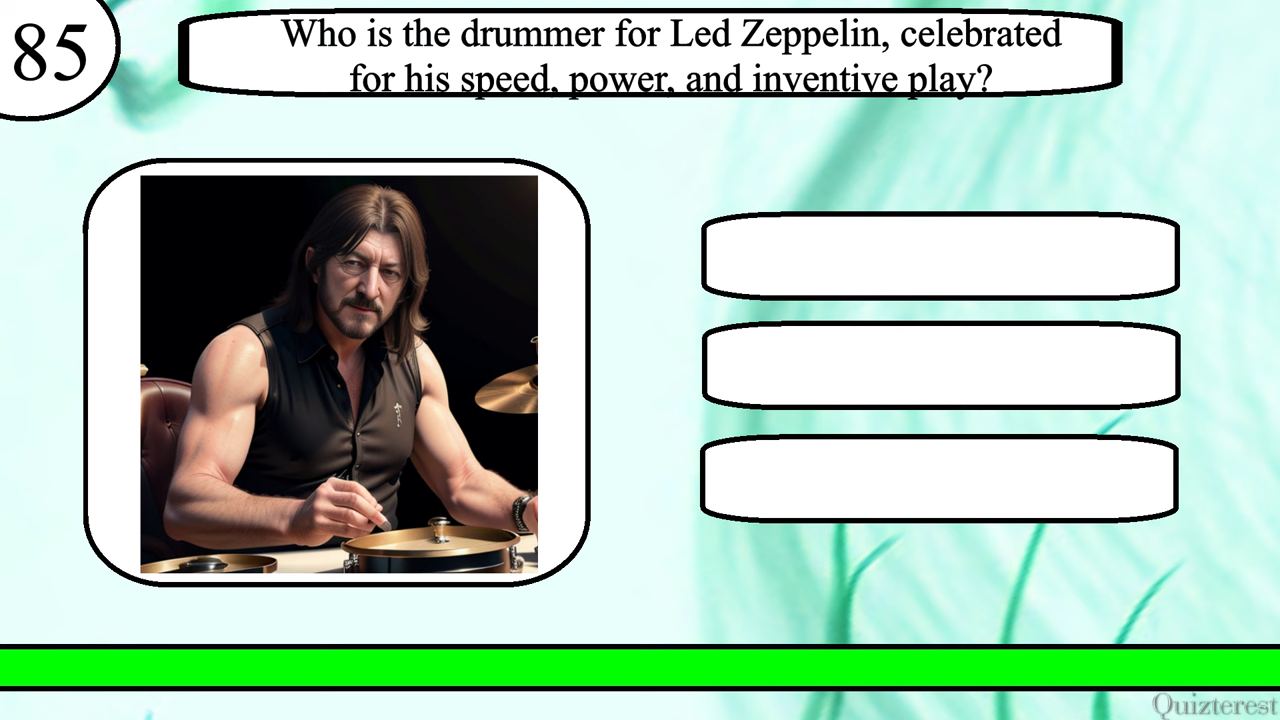 85
Who is the drummer for Led Zeppelin, celebrated
for his speed, power, and inventive play?
Quizterest